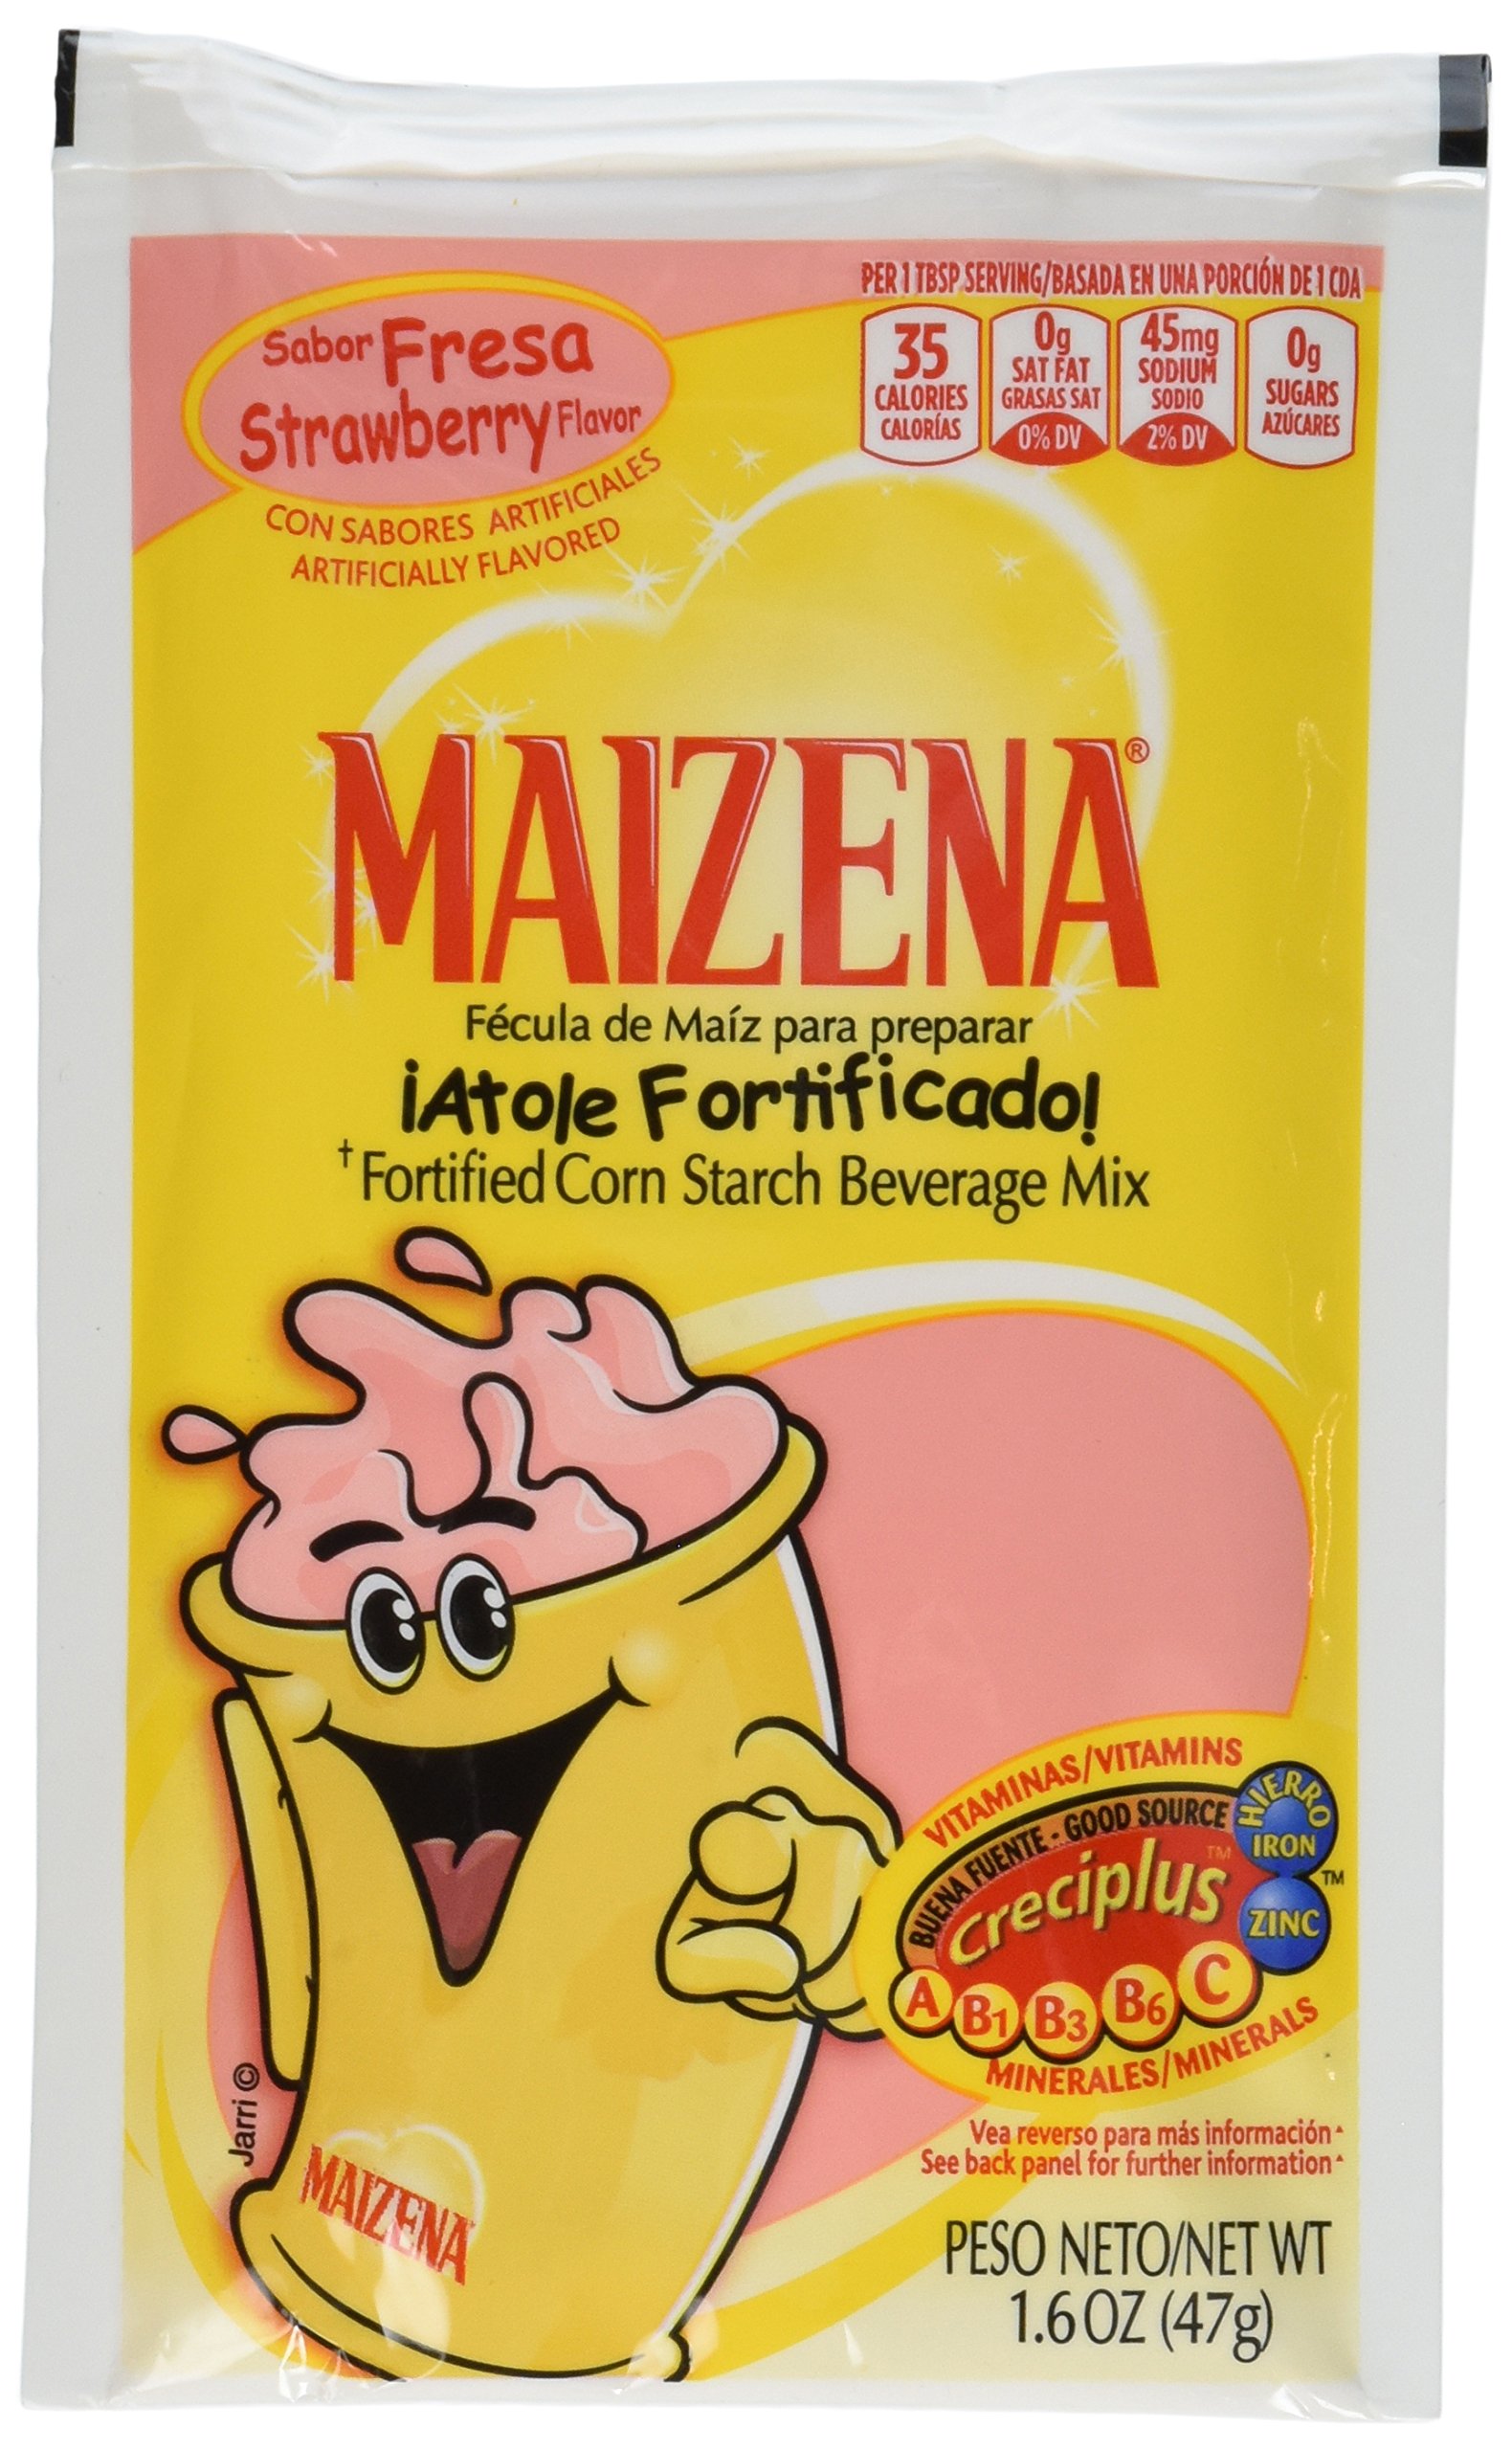 PER 1 TBSP SERVING/BASADA EN UNA PORCIÓN DE 1 CDA
35
CALORIES
CALORÍAS
0g
SAT FAT
GRASAS SAT
0% DV
45mg
SODIUM
SODIO
2% DV
0g
SUGARS
AZÚCARES
Sabor Fresa
Strawberry Flavor
CON SABORES ARTIFICIALES
ARTIFICIALLY FLAVORED
MAIZENA®
Fécula de Maíz para preparar
¡Atole Fortificado!
†Fortified Corn Starch Beverage Mix
VITAMINAS/VITAMINS
BUENA FUENTE - GOOD SOURCE
creciplus™
HIERRO
IRON
ZINC
™
A B1 B3 B6 C
MINERALES/MINERALS
Jarri ©
MAIZENA
Vea reverso para más información▲
See back panel for further information▲
PESO NETO/NET WT
1.6 OZ (47g)